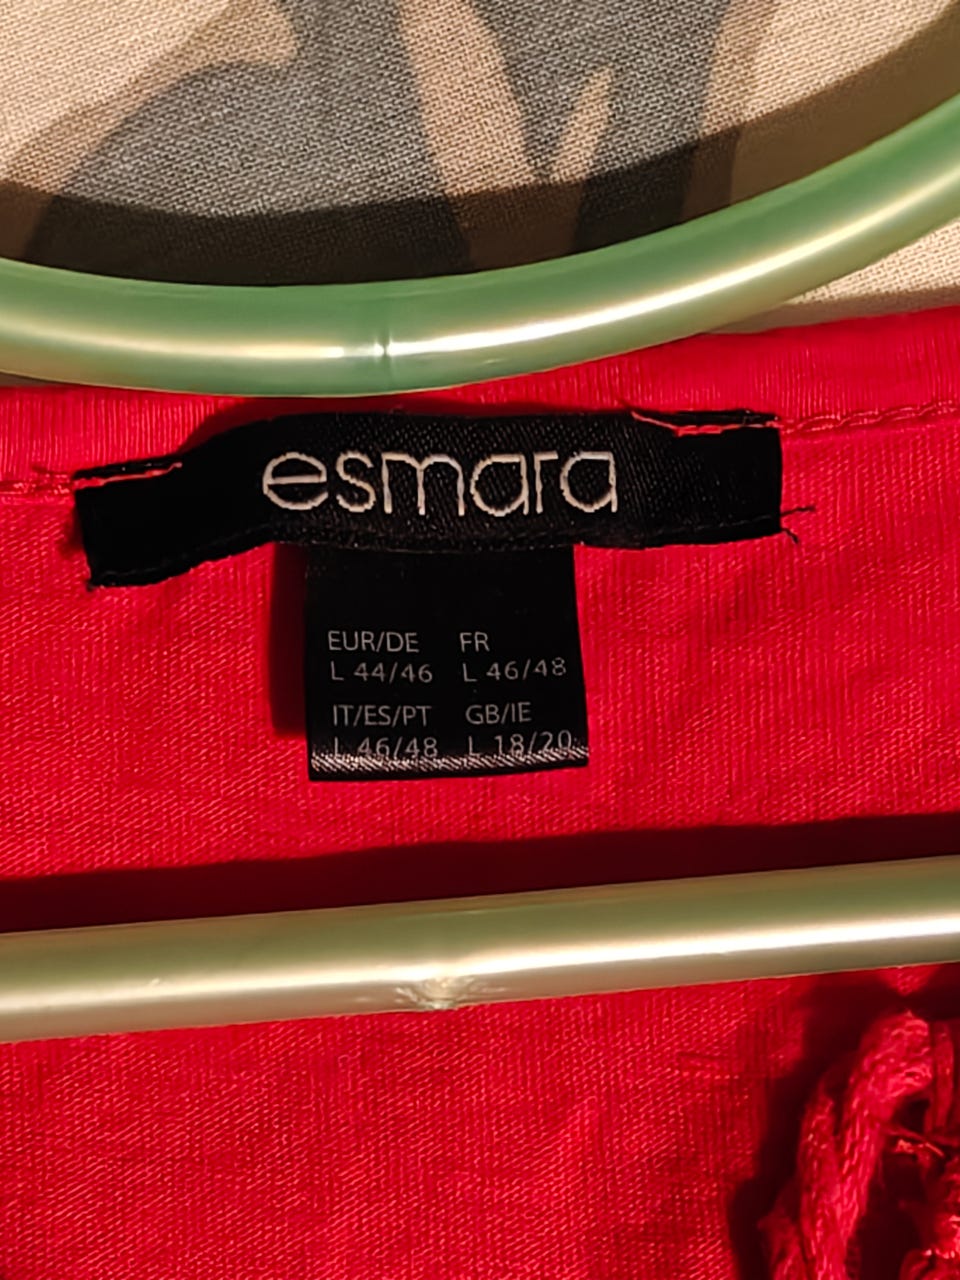 esmara
EUR/DE FR
L 44/46 L 46/48
IT/ES/PT GB/IE
L 46/48 L 18/20